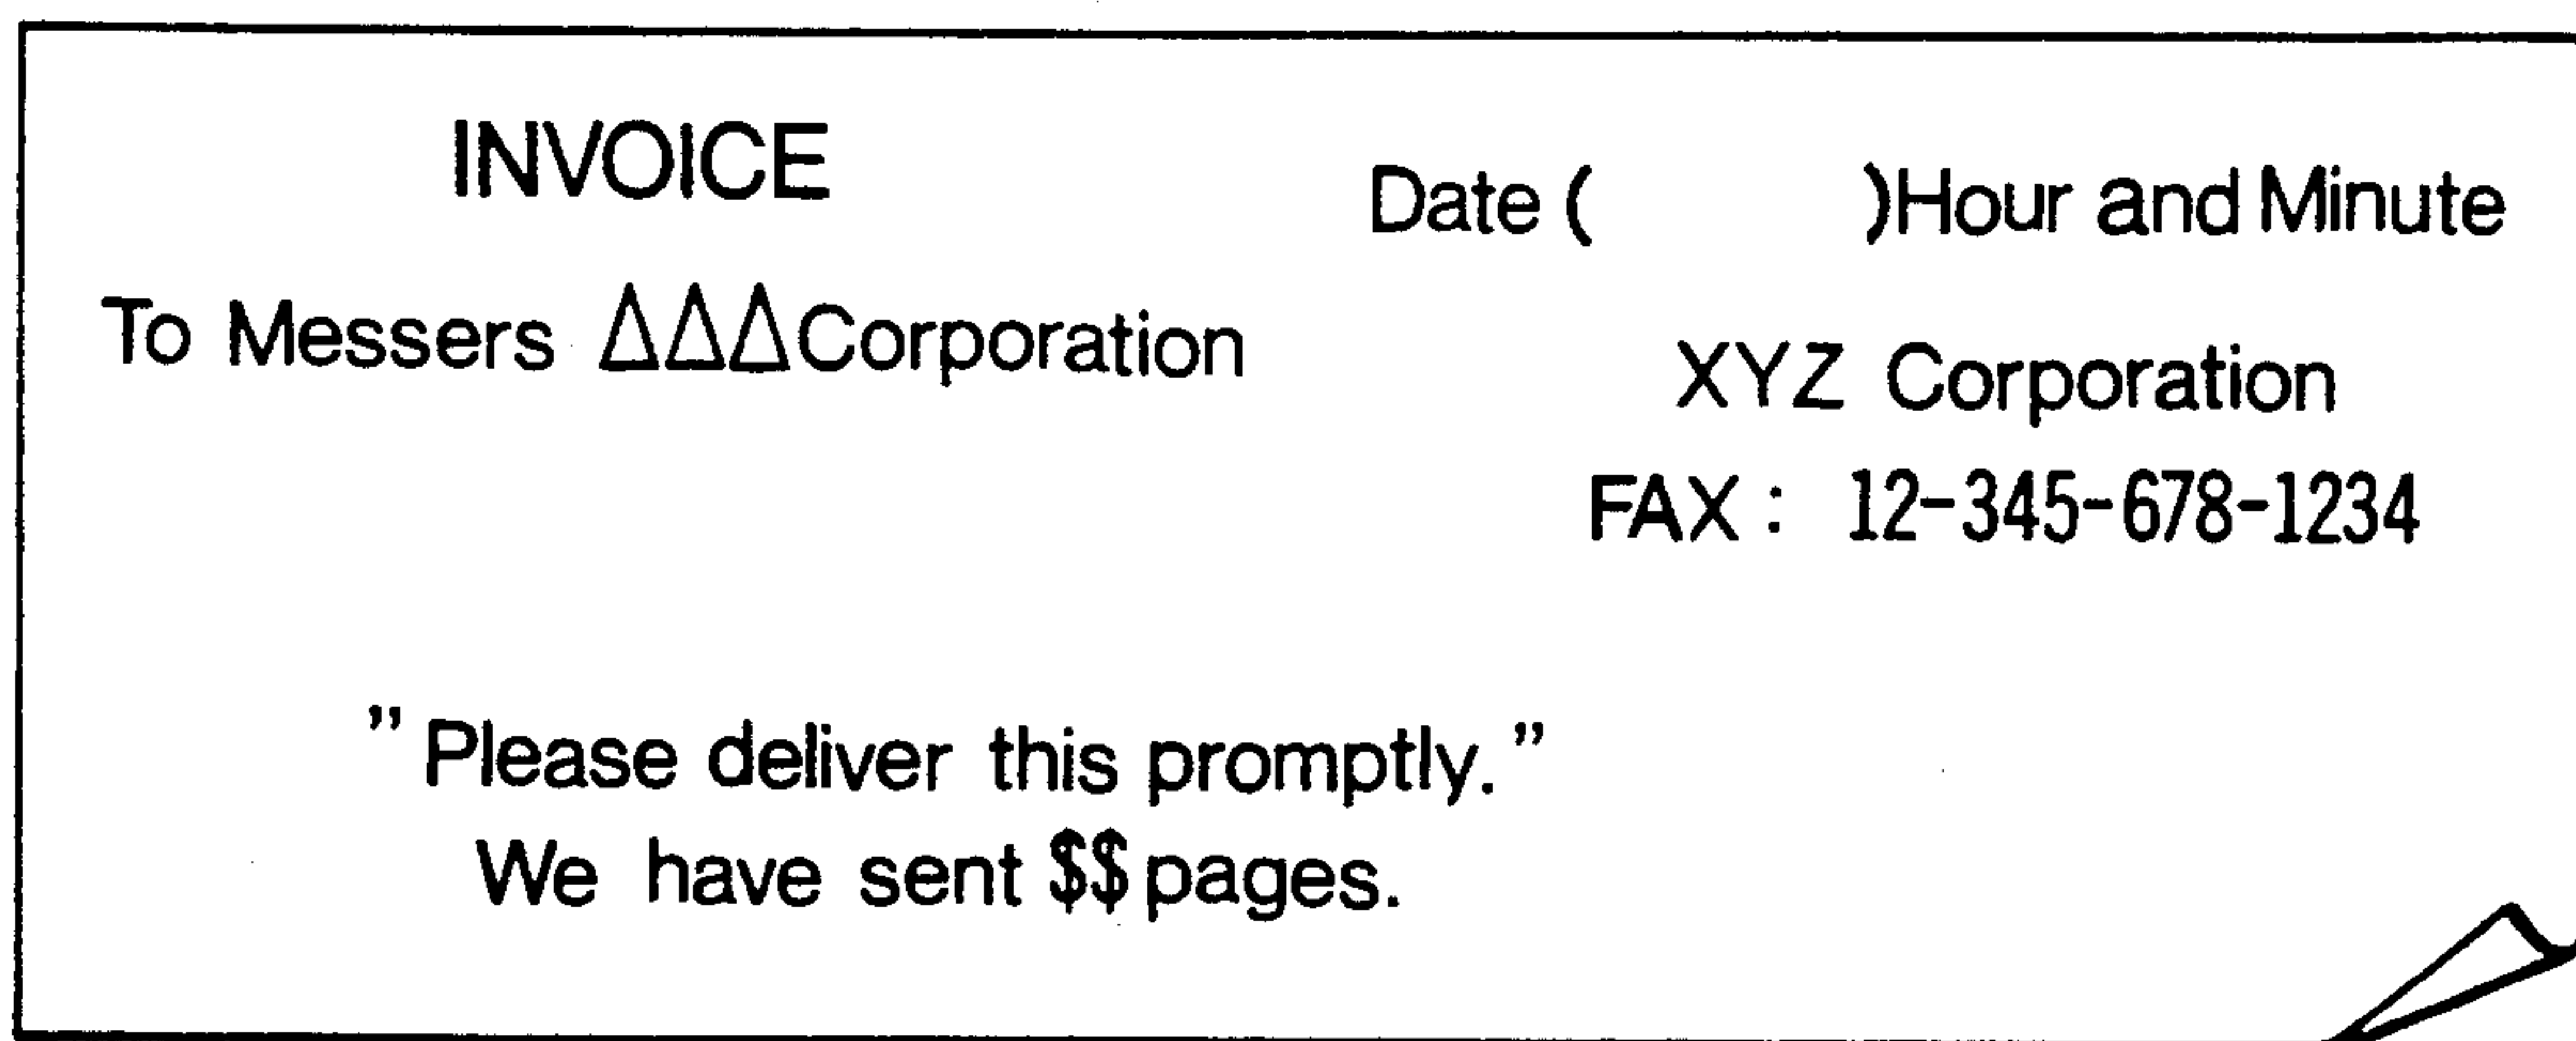 INVOICE
Date (          )Hour and Minute
To Messers ΔΔΔCorporation
XYZ Corporation
FAX : 12-345-678-1234
”Please deliver this promptly.”
We have sent $$pages.